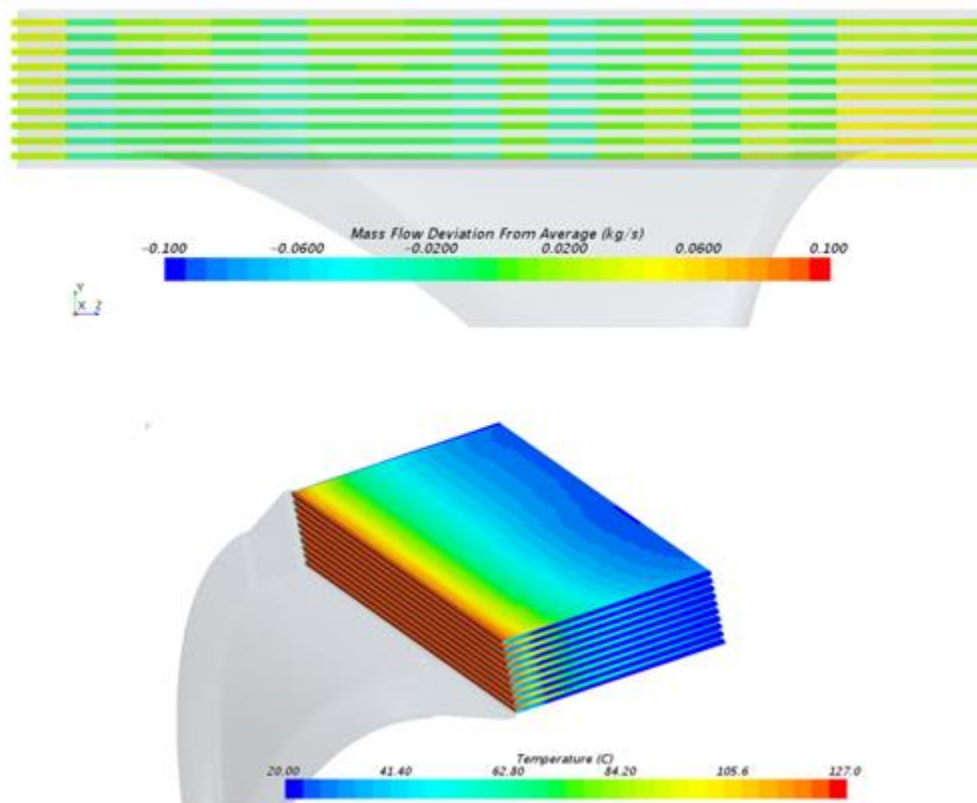 Mass Flow Deviation From Average (kg/s)
-0.100 -0.0600 -0.0200 0.0200 0.0600 0.100
Y
X Z
Temperature (C)
20.00 41.40 62.80 84.20 105.6 127.0